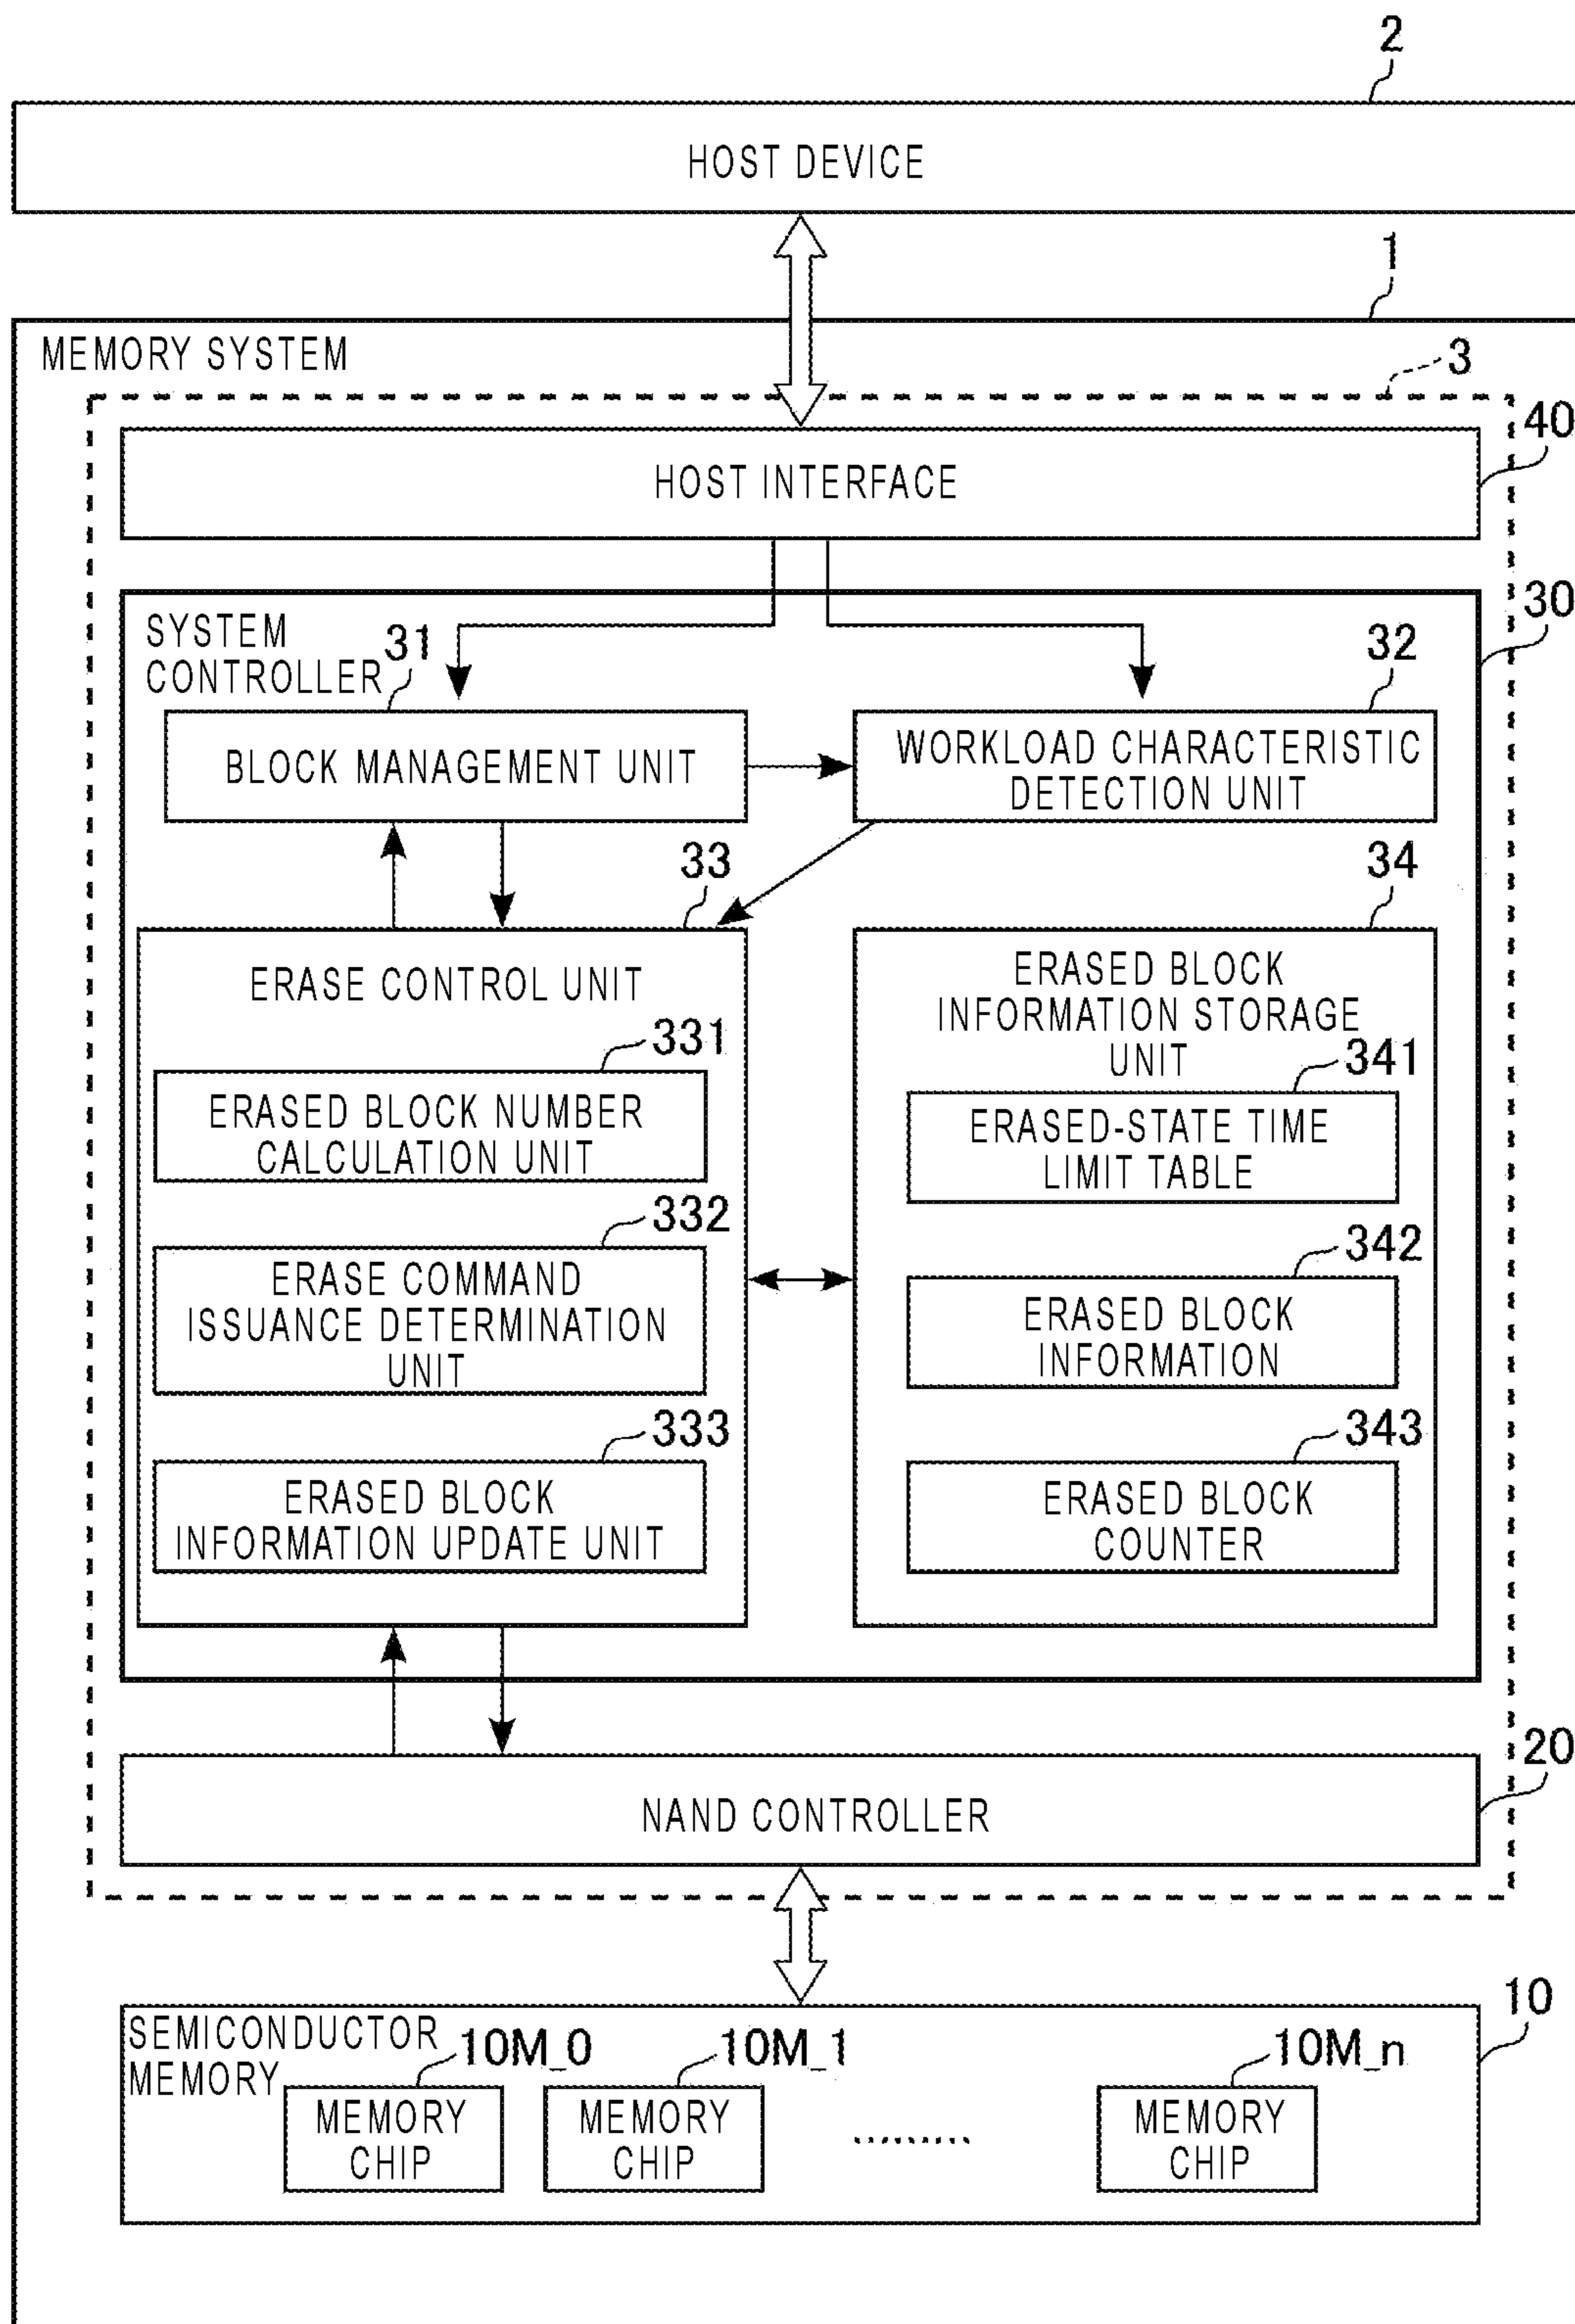 2
HOST DEVICE
1
MEMORY SYSTEM
3
40
HOST INTERFACE
30
SYSTEM
CONTROLLER
31
32
BLOCK MANAGEMENT UNIT
WORKLOAD CHARACTERISTIC
DETECTION UNIT
33
34
ERASE CONTROL UNIT
331
ERASED BLOCK NUMBER
CALCULATION UNIT
332
ERASE COMMAND
ISSUANCE DETERMINATION
UNIT
333
ERASED BLOCK
INFORMATION UPDATE UNIT
ERASED BLOCK
INFORMATION STORAGE
UNIT
341
ERASED-STATE TIME
LIMIT TABLE
342
ERASED BLOCK
INFORMATION
343
ERASED BLOCK
COUNTER
20
NAND CONTROLLER
10
SEMICONDUCTOR
MEMORY
10M_0
10M_1
10M_n
MEMORY
CHIP
MEMORY
CHIP
.........
MEMORY
CHIP